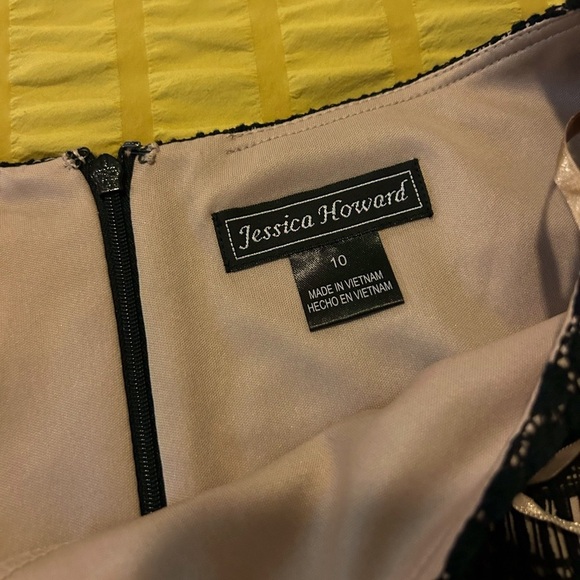 Jessica Howard
10
MADE IN VIETNAM
HECHO EN VIETNAM